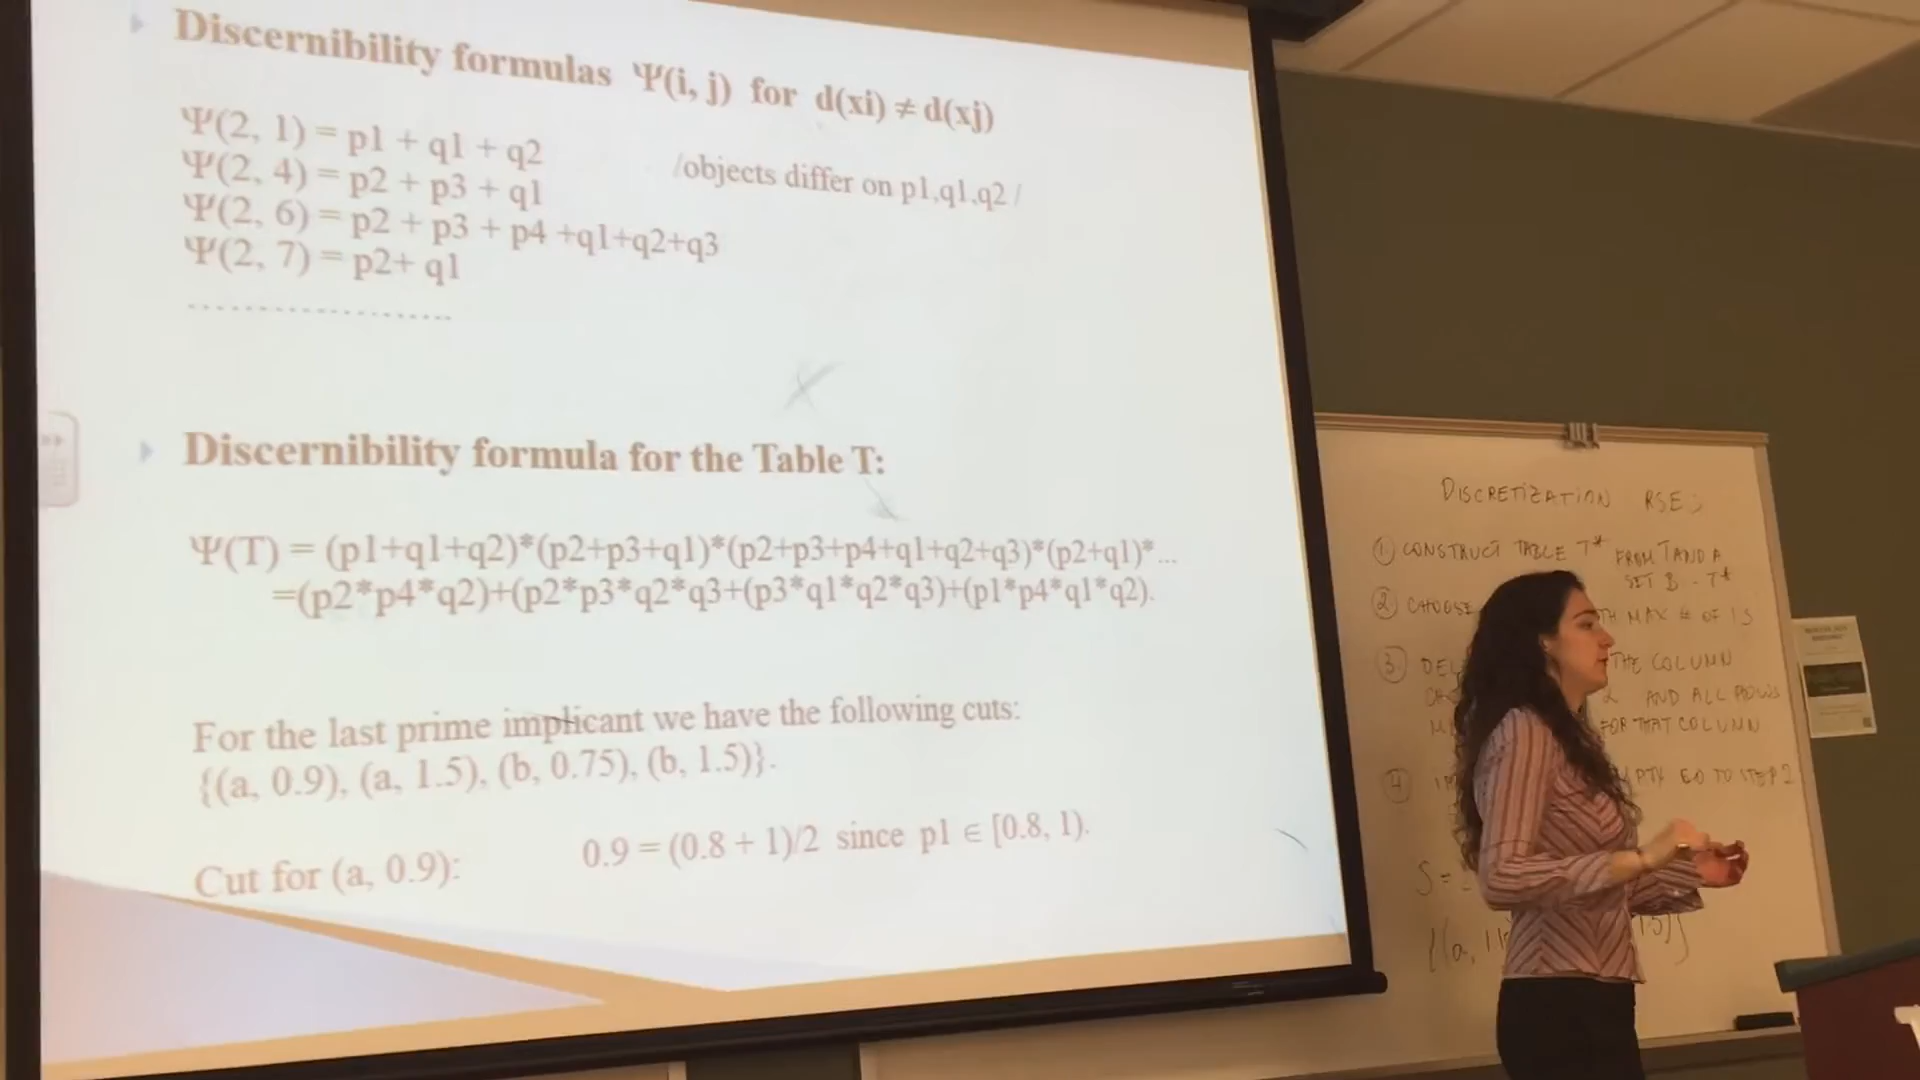 Discernibility formulas Ψ(i, j) for d(xi) ≠ d(xj)
Ψ(2, 1) = p1 + q1 + q2
/objects differ on p1,q1,q2 /
Ψ(2, 4) = p2 + p3 + q1
Ψ(2, 6) = p2 + p3 + p4 +q1+q2+q3
Ψ(2, 7) = p2+ q1
Discernibility formula for the Table T:
Ψ(T) = (p1+q1+q2)*(p2+p3+q1)*(p2+p3+p4+q1+q2+q3)*(p2+q1)*...
=(p2*p4*q2)+(p2*p3*q2*q3+(p3*q1*q2*q3)+(p1*p4*q1*q2).
For the last prime implicant we have the following cuts:
{(a, 0.9), (a, 1.5), (b, 0.75), (b, 1.5)}.
Cut for (a, 0.9): 0.9 = (0.8 + 1)/2 since p1 ∈ [0.8, 1).
DISCRETIZATION
① CONSTRUCT TABLE T* FROM T AND A
SET B
② CHOOSE MAX # OF 1S
③ THE COLUMN
AND ALL ROWS
FOR THAT COLUMN
④ GO TO STEP 2
S =
{(a, 1.5)}